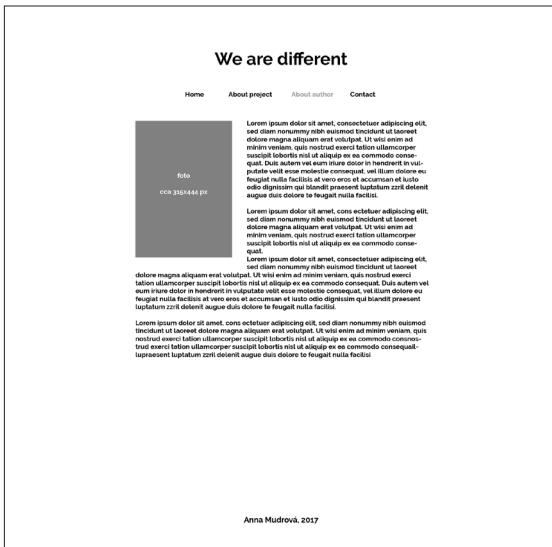 We are different
Home About project About author Contact
foto
cca 315x444 px
Lorem ipsum dolor sit amet, consectetuer adipiscing elit,
sed diam nonummy nibh euismod tincidunt ut laoreet
dolore magna aliquam erat volutpat. Ut wisi enim ad
minim veniam, quis nostrud exerci tation ullamcorper
suscipit lobortis nisl ut aliquip ex ea commodo conse-
quat. Duis autem vel eum iriure dolor in hendrerit in vul-
putate velit esse molestie consequat, vel illum dolore eu
feugiat nulla facilisis at vero eros et accumsan et iusto
odio dignissim qui blandit praesent luptatum zzril delenit
augue duis dolore te feugait nulla facilisi.
Lorem ipsum dolor sit amet, cons ectetuer adipiscing elit,
sed diam nonummy nibh euismod tincidunt ut laoreet
dolore magna aliquam erat volutpat. Ut wisi enim ad
minim veniam, quis nostrud exerci tation ullamcorper
suscipit lobortis nisl ut aliquip ex ea commodo conse-
quat.
Lorem ipsum dolor sit amet, cons ectetuer adipiscing elit,
sed diam nonummy nibh euismod tincidunt ut laoreet
dolore magna aliquam erat volutpat. Ut wisi enim ad minim veniam, quis nostrud exerci
tation ullamcorper suscipit lobortis nisl ut aliquip ex ea commodo consequat. Duis autem vel
eum iriure dolor in hendrerit in vulputate velit esse molestie consequat, vel illum dolore eu
feugiat nulla facilisis at vero eros et accumsan et iusto odio dignissim qui blandit praesent
luptatum zzril delenit augue duis dolore te feugait nulla facilisi.
Lorem ipsum dolor sit amet, cons ectetuer adipiscing elit, sed diam nonummy nibh euismod
tincidunt ut laoreet dolore magna aliquam erat volutpat. Ut wisi enim ad minim veniam, quis
nostrud exerci tation ullamcorper suscipit lobortis nisl ut aliquip ex ea commodo consnos-
trud exerci tation ullamcorper suscipit lobortis nisl ut aliquip ex ea commodo consequail-
lupraesent luptatum zzril delenit augue duis dolore te feugait nulla facilisi
Anna Mudrová, 2017